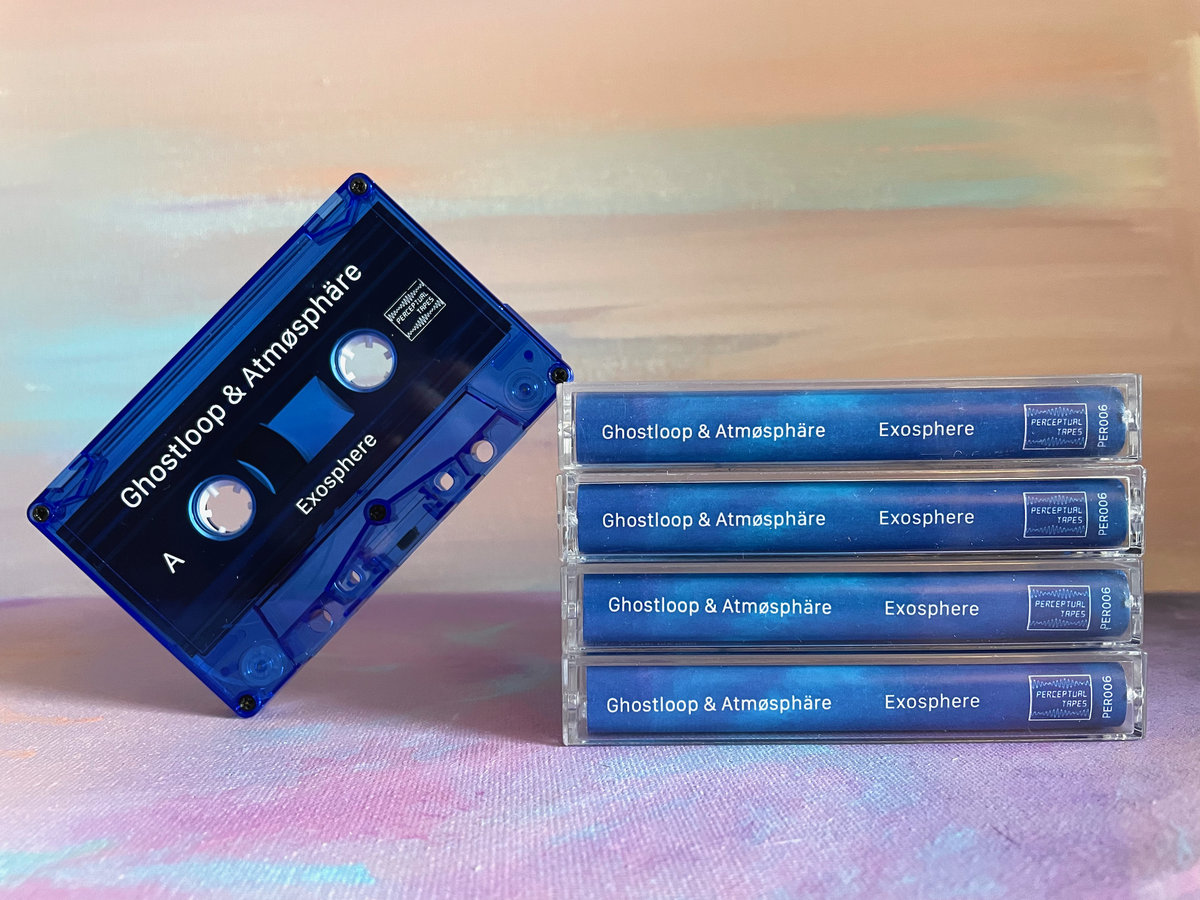 Ghostloop & Atmøsphäre
PERCEPTUAL
TAPES
Exosphere
A
Ghostloop & Atmøsphäre Exosphere PERCEPTUAL TAPES PER006
Ghostloop & Atmøsphäre Exosphere PERCEPTUAL TAPES PER006
Ghostloop & Atmøsphäre Exosphere PERCEPTUAL TAPES PER006
Ghostloop & Atmøsphäre Exosphere PERCEPTUAL TAPES PER006